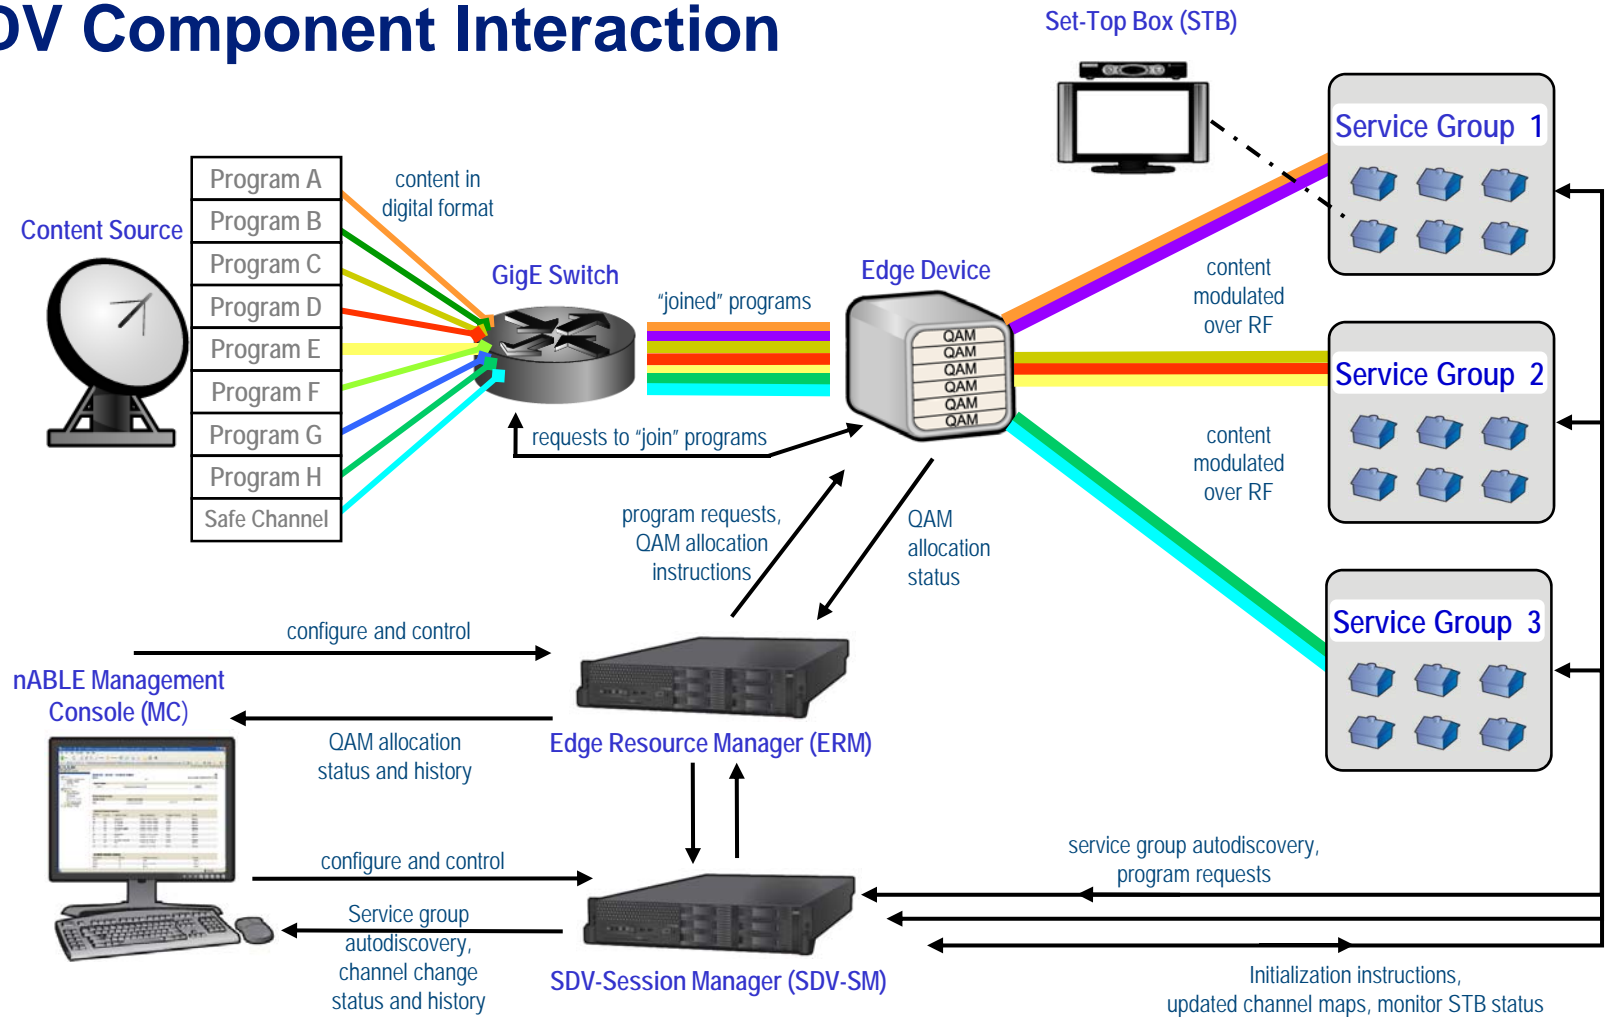 DV Component Interaction
Set-Top Box (STB)
Service Group 1
Program A
Program B
Program C
Program D
Program E
Program F
Program G
Program H
Safe Channel
content in
digital format
Content Source
GigE Switch
"joined" programs
Edge Device
QAM
QAM
QAM
QAM
QAM
QAM
content
modulated
over RF
Service Group 2
requests to "join" programs
content
modulated
over RF
program requests,
QAM allocation
instructions
QAM
allocation
status
Service Group 3
configure and control
nABLE Management
Console (MC)
QAM allocation
status and history
Edge Resource Manager (ERM)
configure and control
service group autodiscovery,
program requests
Service group
autodiscovery,
channel change
status and history
SDV-Session Manager (SDV-SM)
Initialization instructions,
updated channel maps, monitor STB status